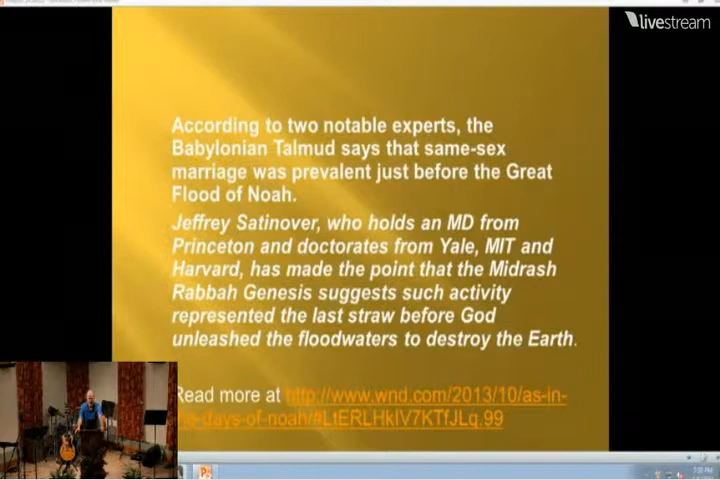 livestream
According to two notable experts, the
Babylonian Talmud says that same-sex
marriage was prevalent just before the Great
Flood of Noah.
Jeffrey Satinover, who holds an MD from
Princeton and doctorates from Yale, MIT and
Harvard, has made the point that the Midrash
Rabbah Genesis suggests such activity
represented the last straw before God
unleashed the floodwaters to destroy the Earth.
Read more at http://www.wnd.com/2013/10/as-in-
-days-of-noah/#LtERLHkIV7KTfJLq.99